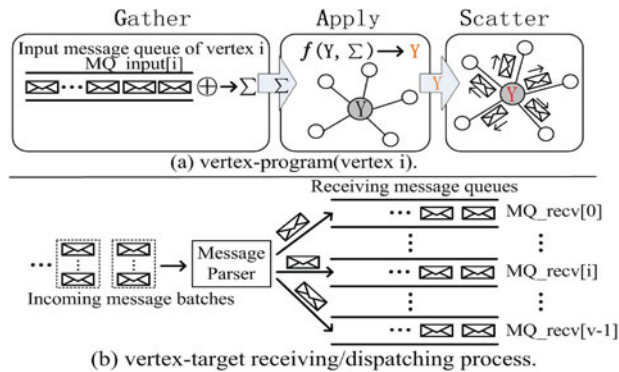 Gather
Apply
Scatter
Input message queue of vertex i
MQ_input[i]
··· ⊕→Σ Σ
f(Y, Σ)→Y
Y
Y
Y
(a) vertex-program(vertex i).
Receiving message queues
··· MQ_recv[0]
Message Parser
··· MQ_recv[i]
Incoming message batches
··· MQ_recv[v-1]
(b) vertex-target receiving/dispatching process.